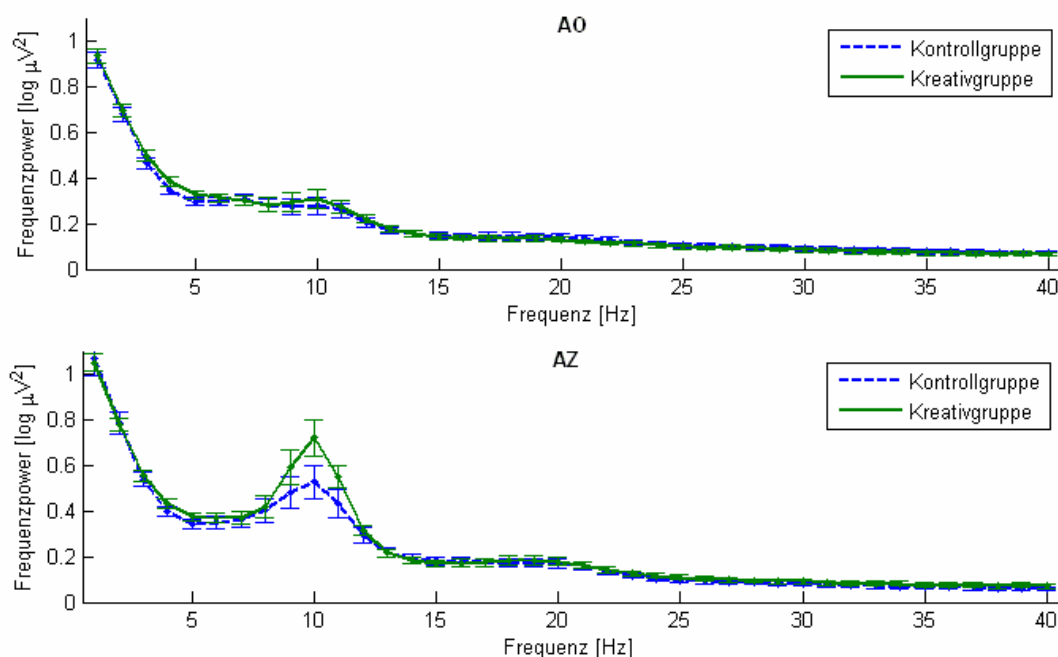 AO
Kontrollgruppe
Kreativgruppe
Frequenzpower [log µV²]
1
0.8
0.6
0.4
0.2
0
5 10 15 20 25 30 35 40
Frequenz [Hz]
AZ
Kontrollgruppe
Kreativgruppe
Frequenzpower [log µV²]
1
0.8
0.6
0.4
0.2
0
5 10 15 20 25 30 35 40
Frequenz [Hz]